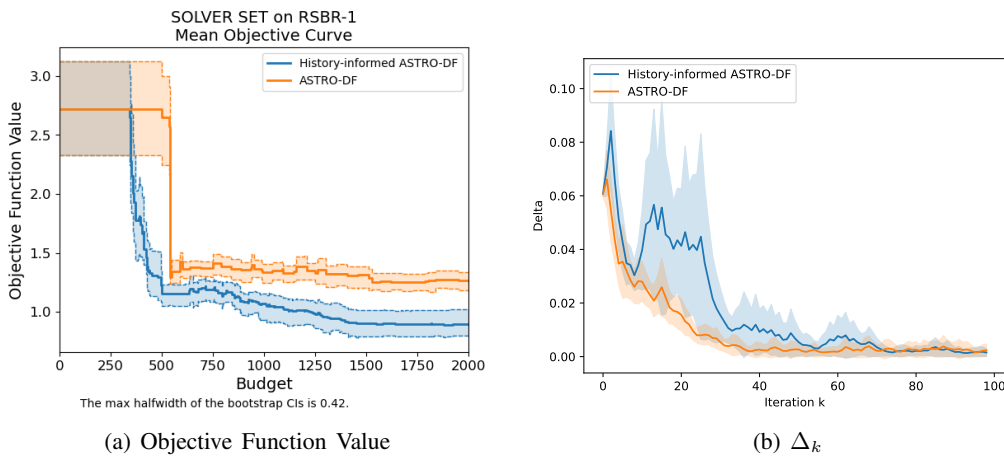 SOLVER SET on RSBR-1
Mean Objective Curve
Objective Function Value
3.0
2.5
2.0
1.5
1.0
History-informed ASTRO-DF
ASTRO-DF
0
250
500
750
1000
1250
1500
1750
2000
Budget
The max halfwidth of the bootstrap CIs is 0.42.
(a) Objective Function Value
Delta
0.10
0.08
0.06
0.04
0.02
0.00
History-informed ASTRO-DF
ASTRO-DF
0
20
40
60
80
100
Iteration k
(b) Δ_k